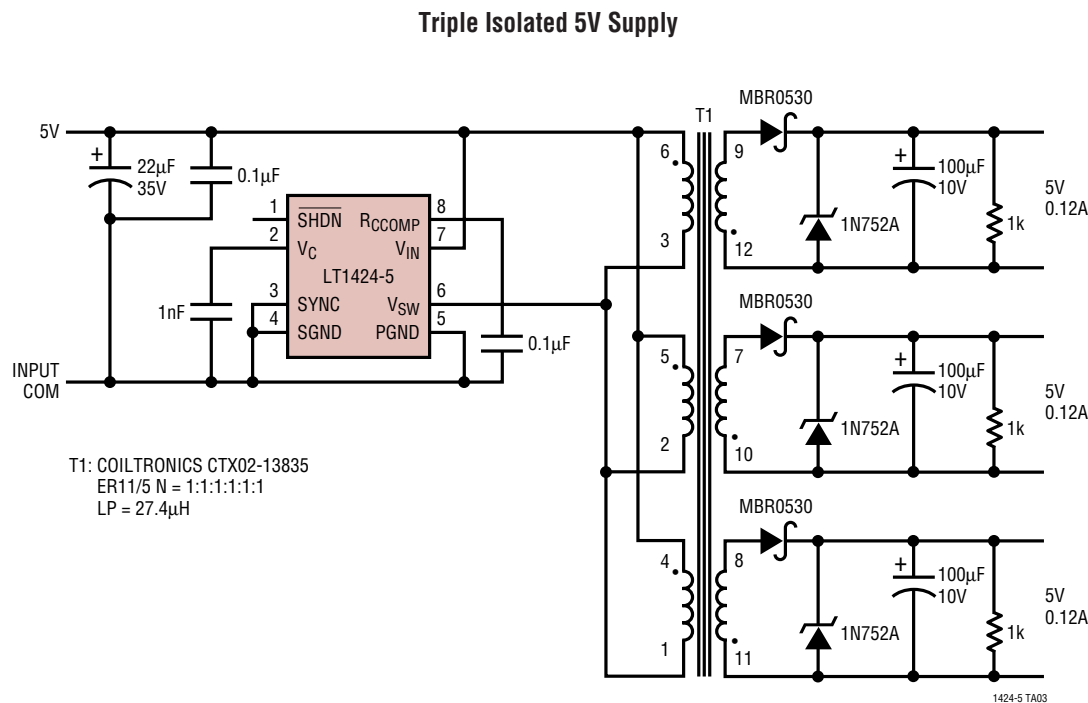 Triple Isolated 5V Supply
5V
+
22µF
35V
0.1µF
1
2
3
4
SHDN
VC
SYNC
SGND
RCCOMP
VIN
VSW
PGND
LT1424-5
8
7
6
5
1nF
0.1µF
INPUT
COM
T1: COILTRONICS CTX02-13835
ER11/5 N = 1:1:1:1:1:1
LP = 27.4µH
T1
6
3
9
12
MBR0530
1N752A
+
100µF
10V
1k
5V
0.12A
5
2
7
10
MBR0530
1N752A
+
100µF
10V
1k
5V
0.12A
4
1
8
11
MBR0530
1N752A
+
100µF
10V
1k
5V
0.12A
1424-5 TA03